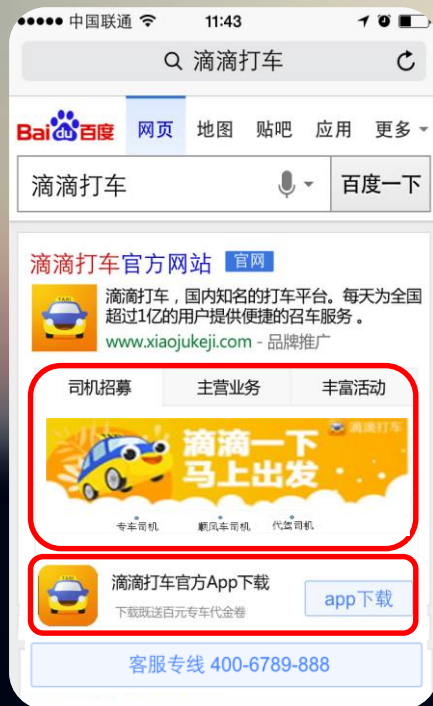 中国联通 11:43
滴滴打车
Bai du 百度 网页 地图 贴吧 应用 更多
滴滴打车 百度一下
滴滴打车官方网站 官网
TAXI
滴滴打车，国内知名的打车平台。每天为全国
超过1亿的用户提供便捷的召车服务。
www.xiaojukeji.com - 品牌推广
司机招募 主营业务 丰富活动
滴滴打车
滴滴一下
马上出发
专车司机 顺风车司机 代驾司机
TAXI
滴滴打车官方App下载
下载既送百元专车代金卷
app下载
客服专线 400-6789-888